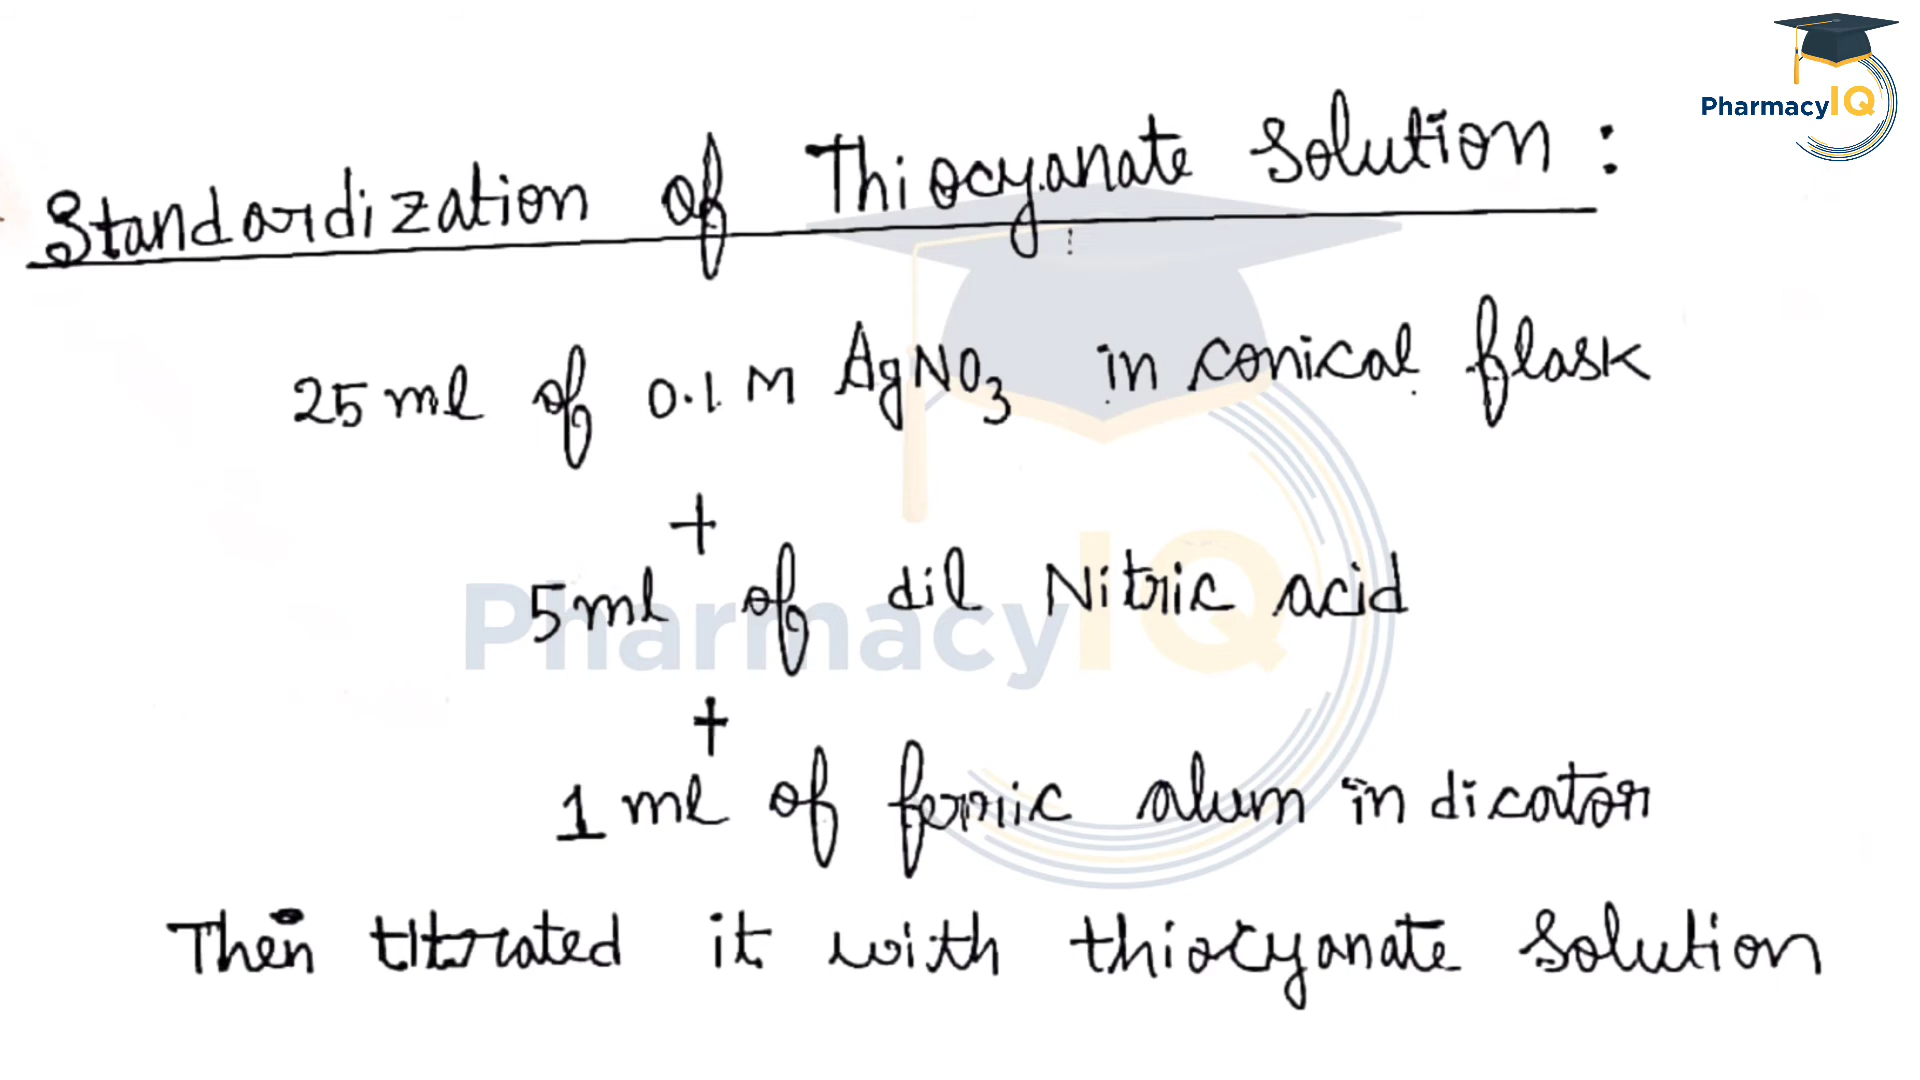 PharmacyIQ
Standardization of Thiocyanate Solution :
25 ml of 0.1 M AgNO3 in conical flask
+
5ml of dil Nitric acid
+
1 ml of ferric alum indicator
Then titrated it with thiocyanate solution
PharmacyIQ